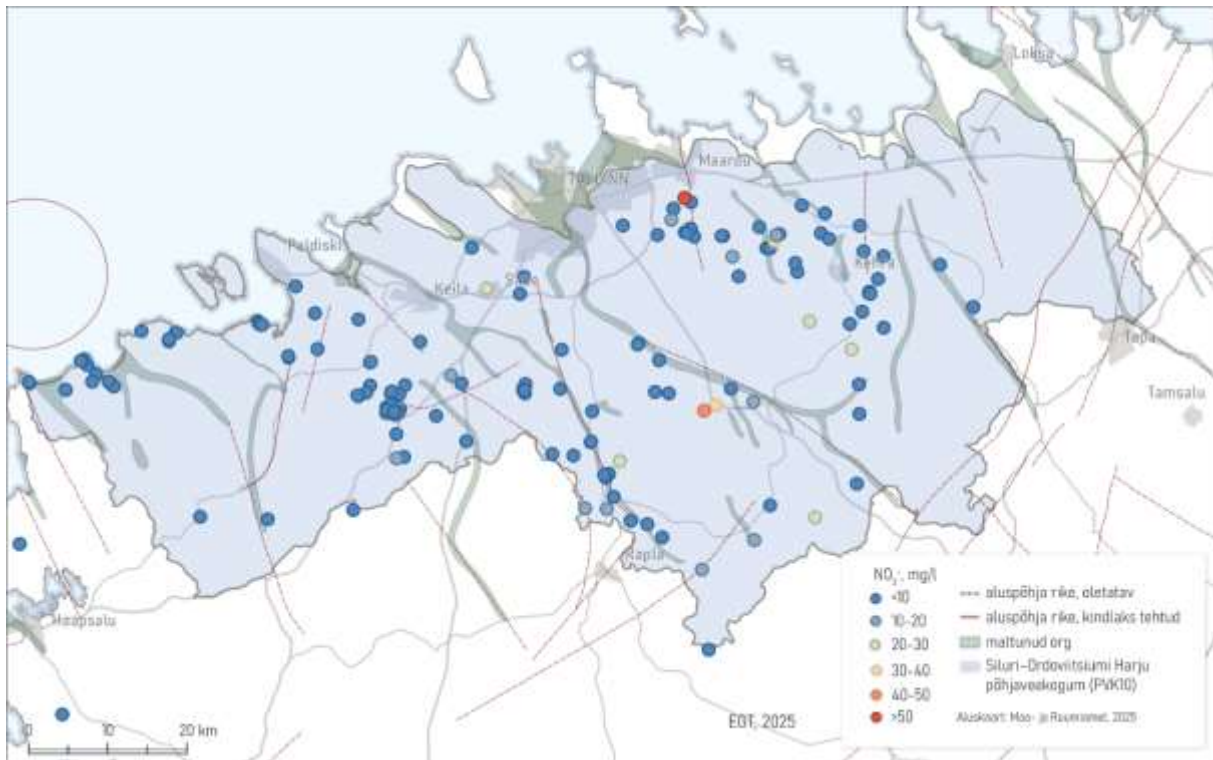 Loksa
Maardu
TALLINN
Paldiski
Keila
Saue
Kehra
Tapa
Tamsalu
Rapla
Haapsalu
NO₃⁻, mg/l
<10
10-20
20-30
30-40
40-50
>50
aluspõhja rike, oletatav
aluspõhja rike, kindlaks tehtud
mattunud org
Siluri-Ordoviitsiumi Harju
põhjaveekogum (PVK10)
EGT, 2025
Aluskaart: Maa- ja Ruumiamet, 2025
0 10 20 km